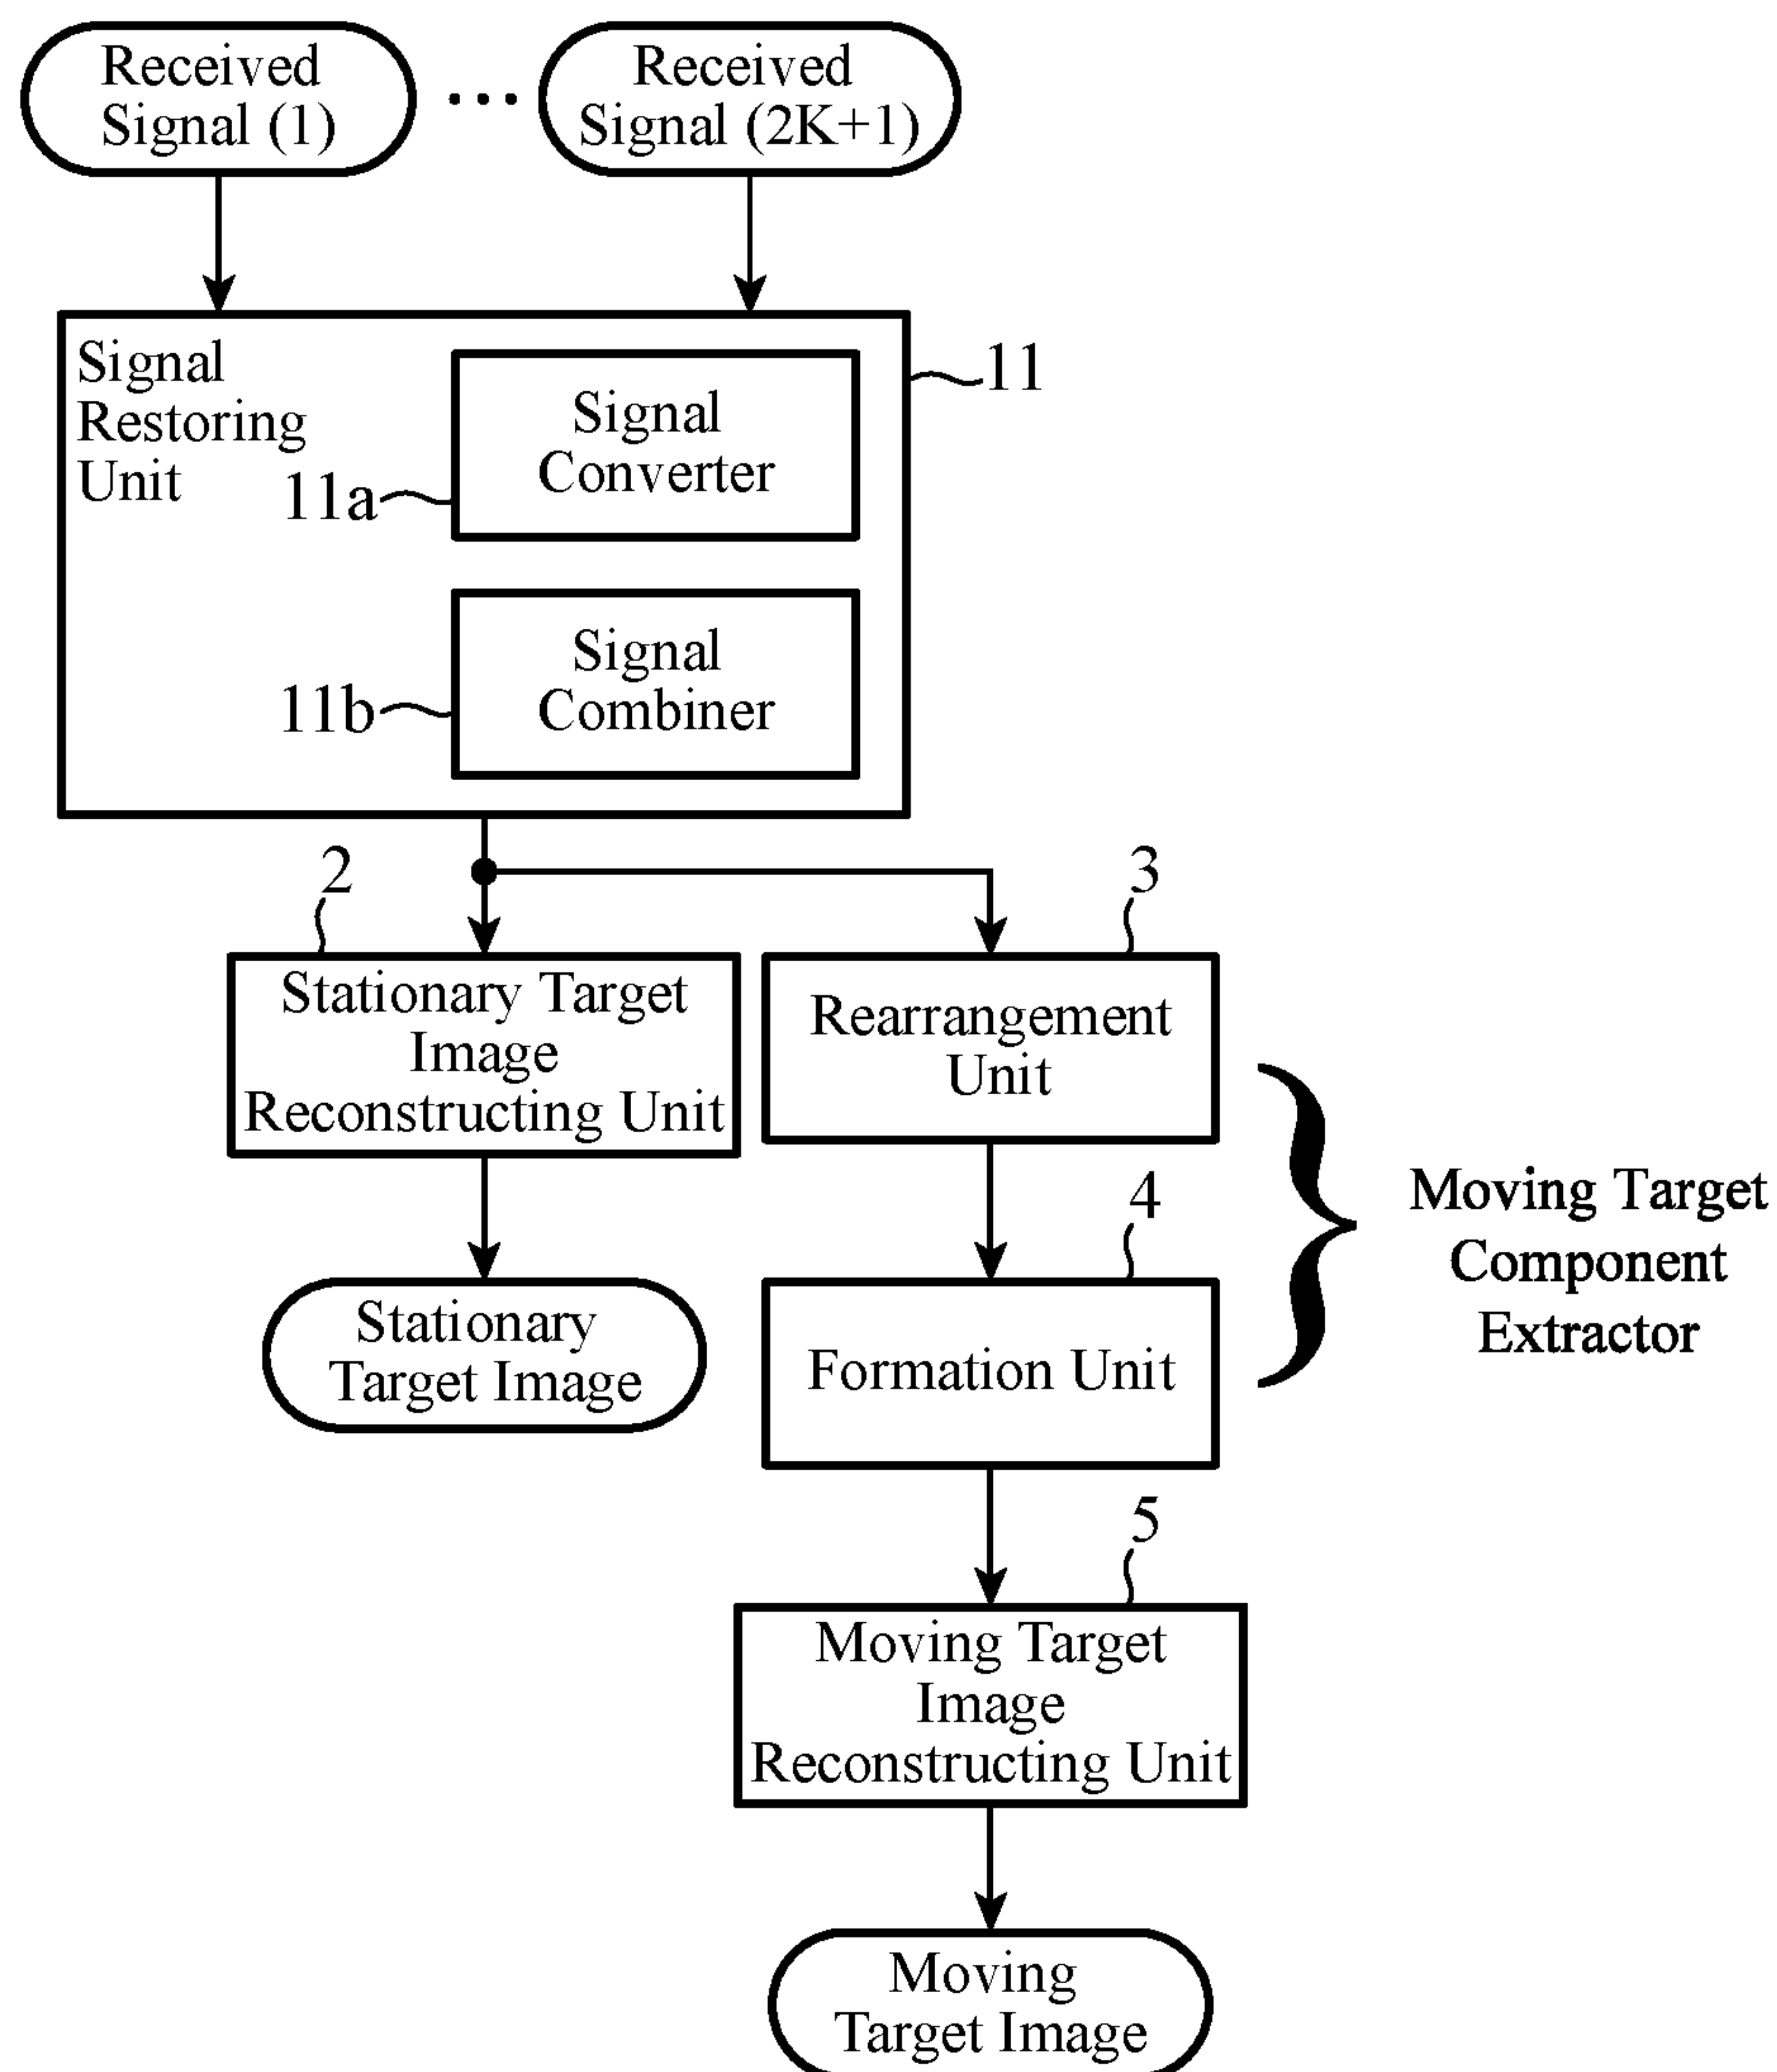 Received
Signal (1)
...
Received
Signal (2K+1)
Signal
Restoring
Unit
11
Signal
Converter
11a
Signal
Combiner
11b
2
3
Stationary Target
Image
Reconstructing Unit
Rearrangement
Unit
4
Moving Target
Component
Extractor
Stationary
Target Image
Formation Unit
5
Moving Target
Image
Reconstructing Unit
Moving
Target Image